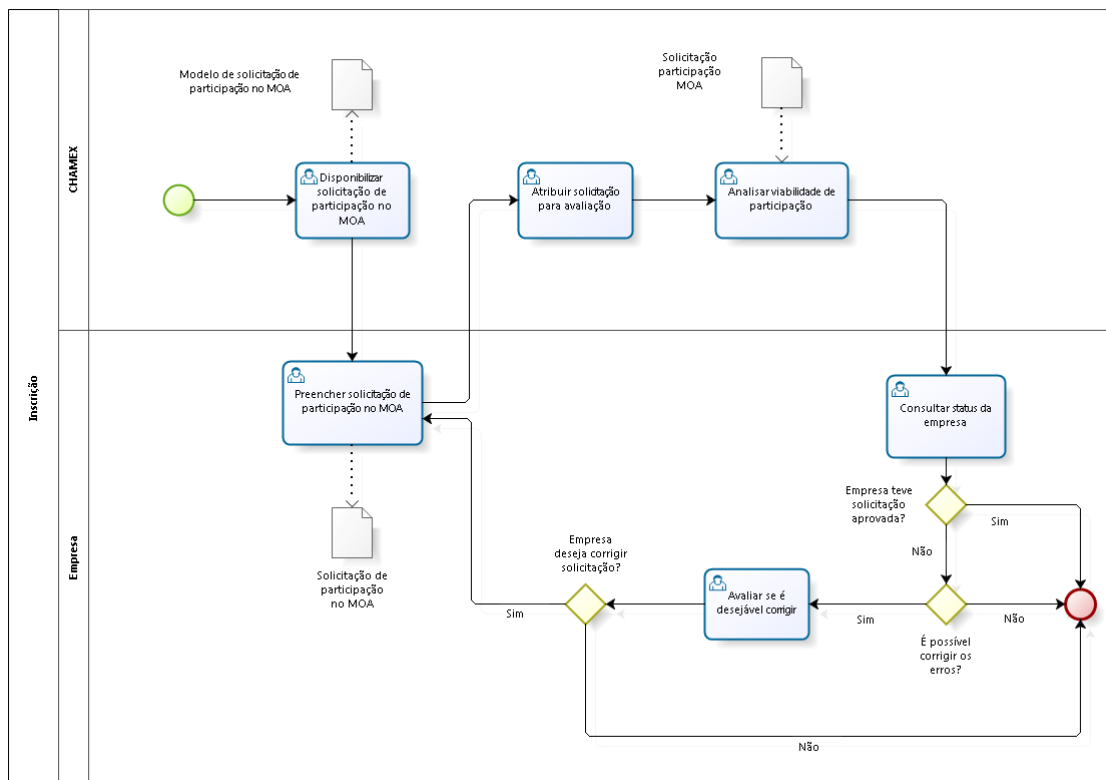 Inscrição
CHAMEX
Modelo de solicitação de
participação no MOA
Solicitação
participação
MOA
Disponibilizar
solicitação de
participação no
MOA
Atribuir solicitação
para avaliação
Analisar viabilidade de
participação
Empresa
Preencher solicitação de
participação no MOA
Consultar status da
empresa
Empresa teve
solicitação
aprovada?
Sim
Não
Solicitação de
participação
no MOA
Empresa
deseja corrigir
solicitação?
Avaliar se é
desejável corrigir
Sim
Sim
Não
É possível
corrigir os
erros?
Não